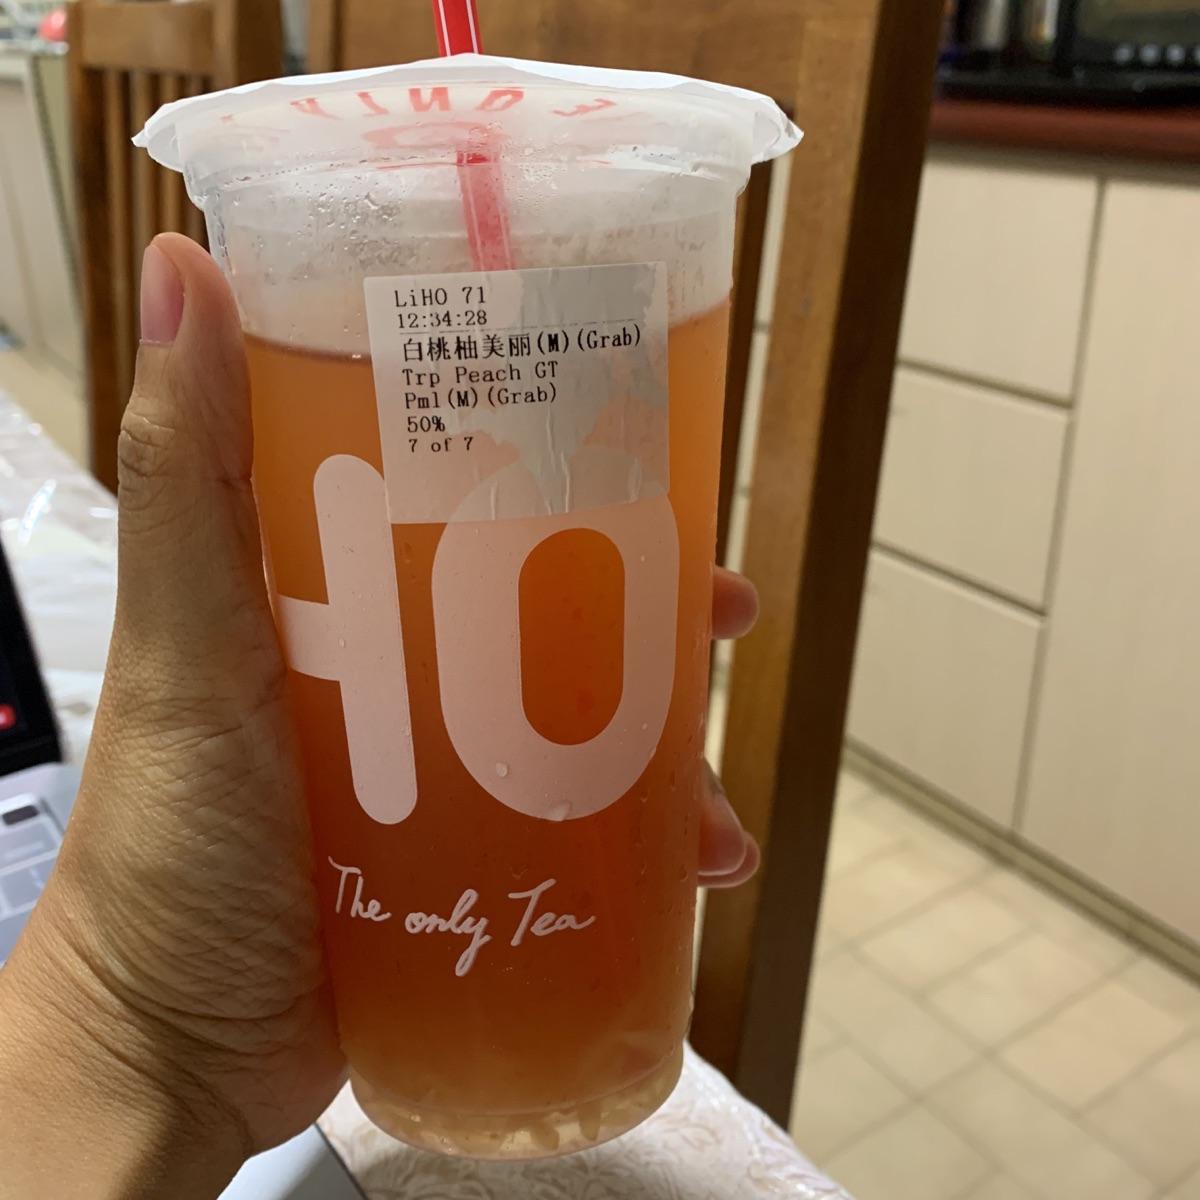 LiHO 71
12:34:28
白桃柚美丽(M)(Grab)
Trp Peach GT
Pml(M)(Grab)
50%
7 of 7
HO
The only Tea